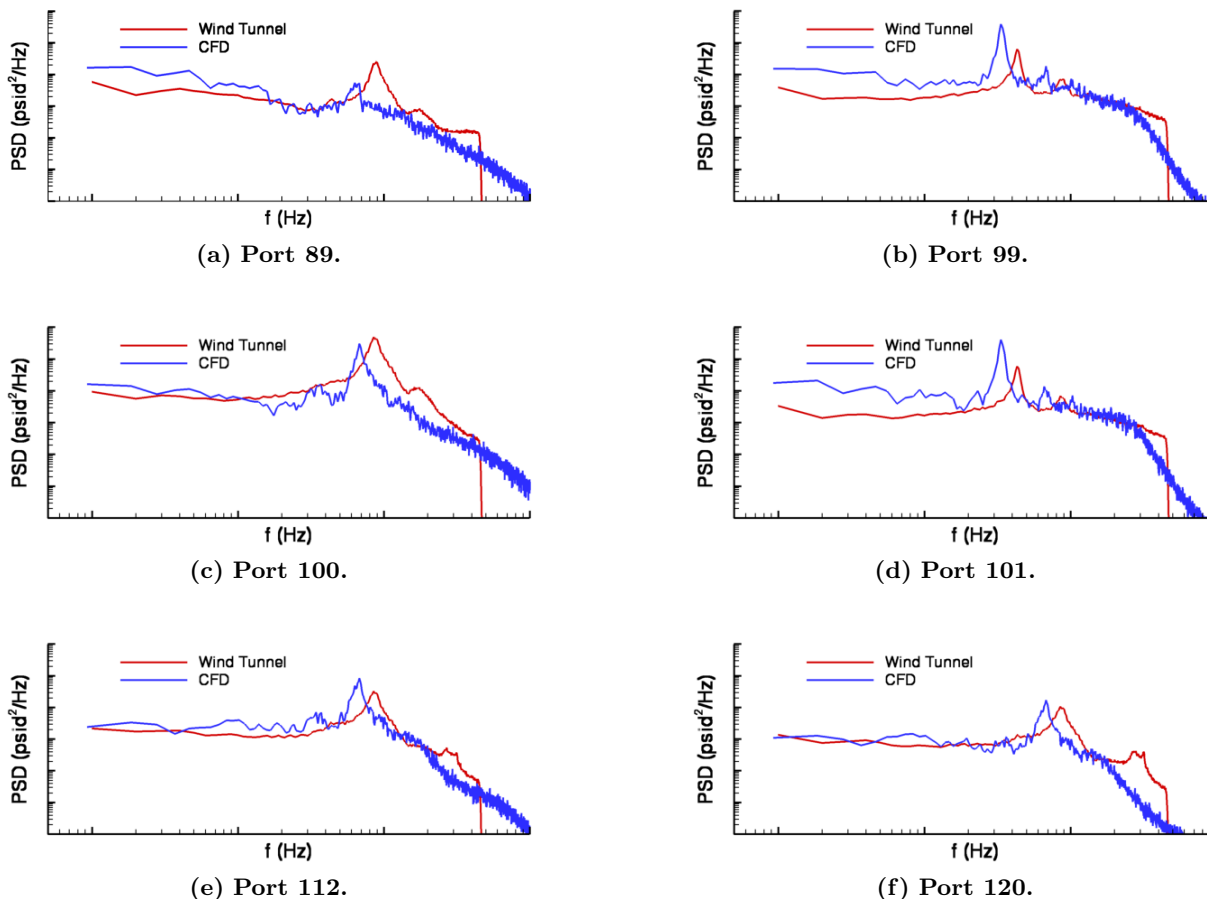 Wind Tunnel
CFD
PSD (psid²/Hz)
f (Hz)
(a) Port 89.
Wind Tunnel
CFD
PSD (psid²/Hz)
f (Hz)
(b) Port 99.
Wind Tunnel
CFD
PSD (psid²/Hz)
f (Hz)
(c) Port 100.
Wind Tunnel
CFD
PSD (psid²/Hz)
f (Hz)
(d) Port 101.
Wind Tunnel
CFD
PSD (psid²/Hz)
f (Hz)
(e) Port 112.
Wind Tunnel
CFD
PSD (psid²/Hz)
f (Hz)
(f) Port 120.